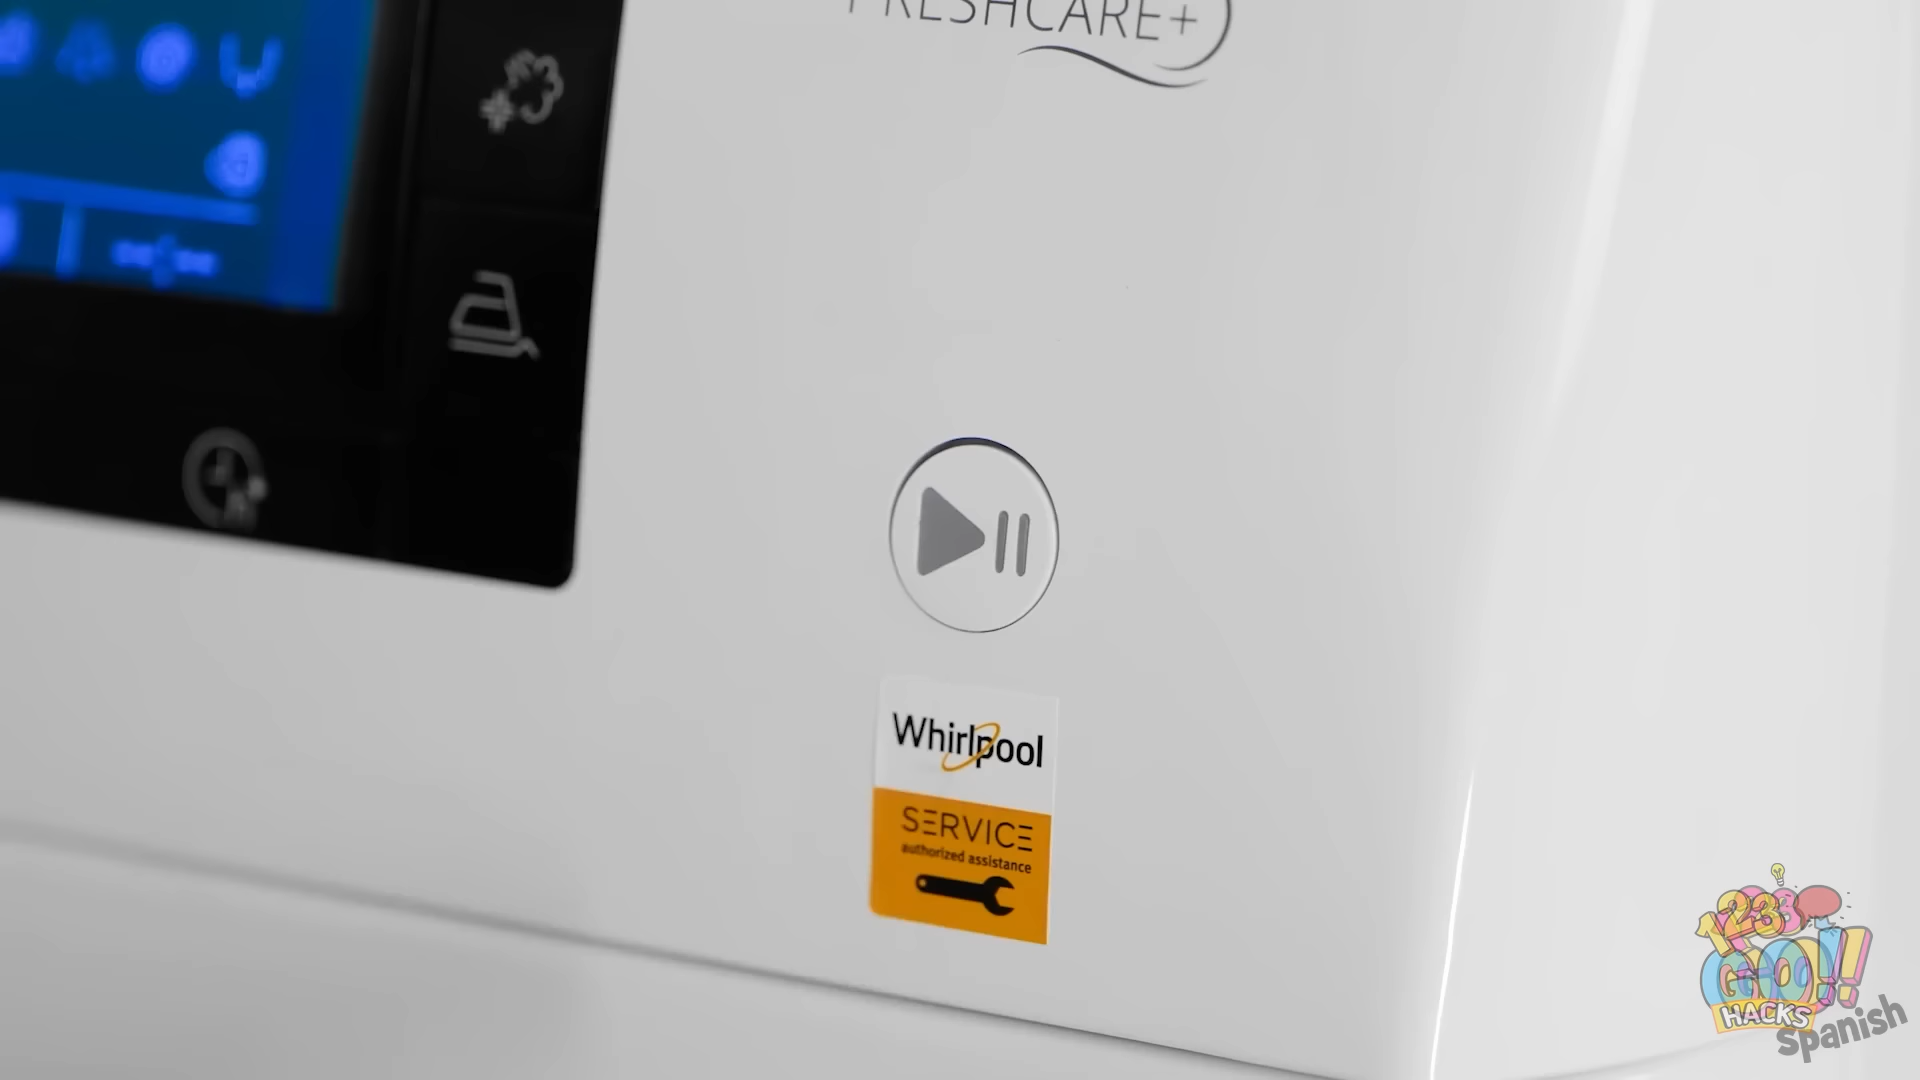 FRESHCARE+
Whirlpool
SERVICE
authorized assistance
123
GO!!
HACKS
Spanish